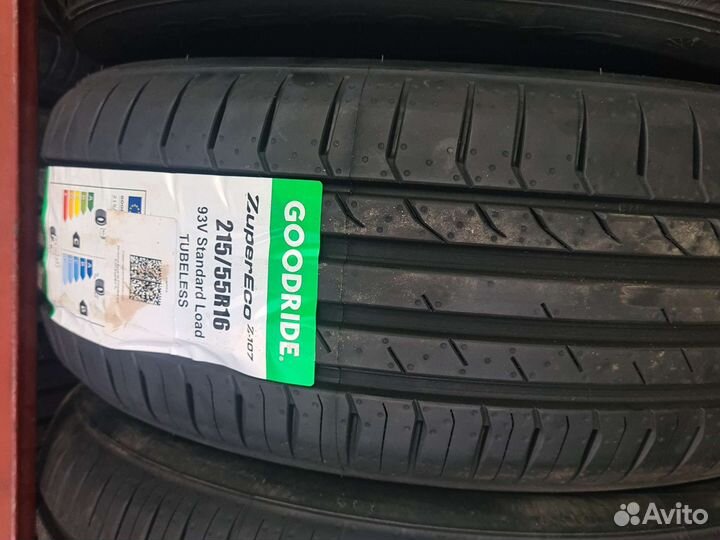 GOODRIDE®
ZuperEco Z-107
215/55R16
93V Standard Load
TUBELESS
Avito